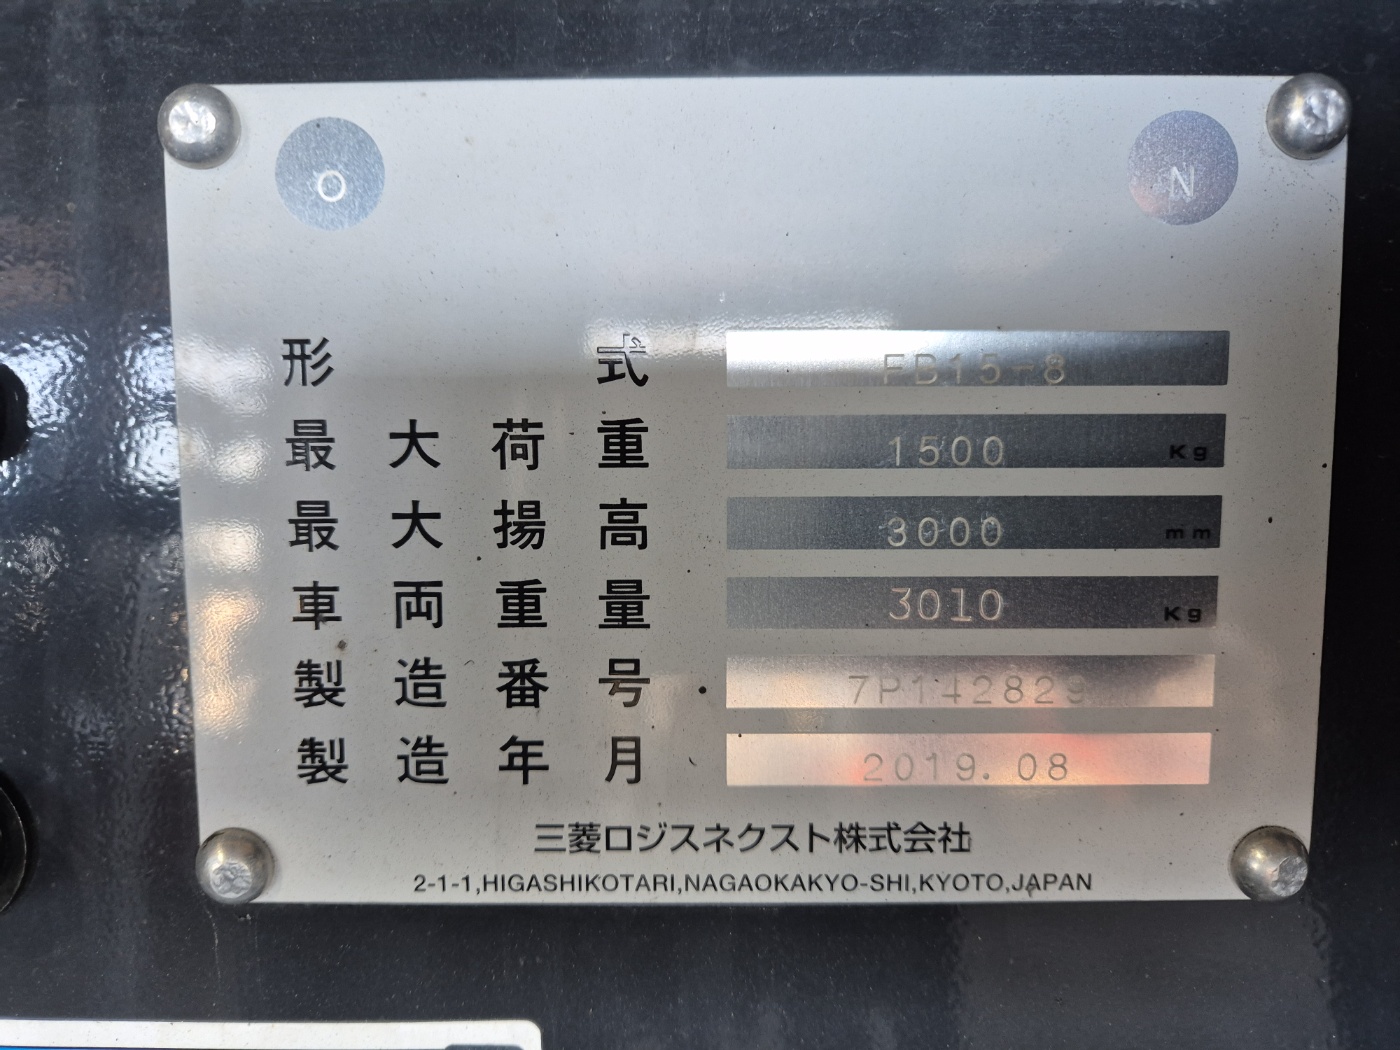 O N
形式 FB15-8
最大荷重 1500 Kg
最大揚高 3000 mm
車両重量 3010 Kg
製造番号 7P142829
製造年月 2019.08
三菱ロジスネクスト株式会社
2-1-1,HIGASHIKOTARI,NAGAOKAKYO-SHI,KYOTO,JAPAN